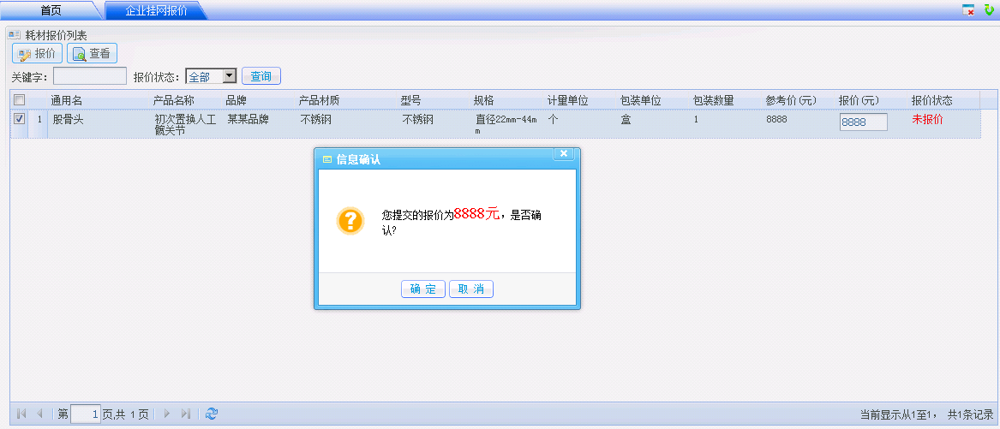 首页 企业挂网报价
耗材报价列表
报价 查看
关键字: 报价状态: 全部 查询
通用名 产品名称 品牌 产品材质 型号 规格 计量单位 包装单位 包装数量 参考价(元) 报价(元) 报价状态
1 股骨头 初次置换人工 某某品牌 不锈钢 不锈钢 直径22mm-44m 个 盒 1 8888 8888 未报价
髋关节 m
信息确认
您提交的报价为8888元，是否确
认?
确 定 取 消
第 1 页,共 1 页 当前显示从1至1， 共1条记录